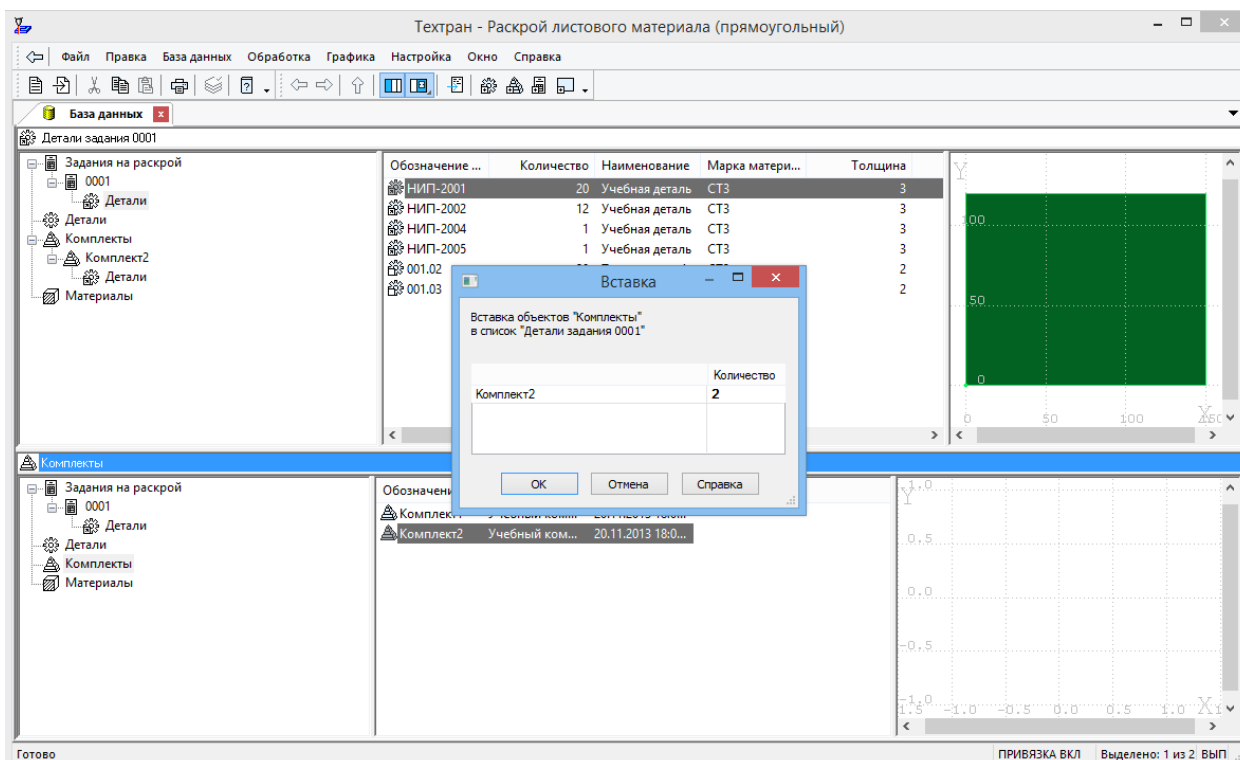 Техтран - Раскрой листового материала (прямоугольный)
Файл Правка База данных Обработка Графика Настройка Окно Справка
База данных
Детали задания 0001
Задания на раскрой
0001
Детали
Детали
Комплекты
Комплект2
Детали
Материалы
Обозначение ... Количество Наименование Марка матери... Толщина
НИП-2001 20 Учебная деталь СТ3 3
НИП-2002 12 Учебная деталь СТ3 3
НИП-2004 1 Учебная деталь СТ3 3
НИП-2005 1 Учебная деталь СТ3 3
001.02 2
001.03 2
Y
100
50
0
0 50 100
Вставка
Вставка объектов "Комплекты"
в список "Детали задания 0001"
Количество
Комплект2 2
OK Отмена Справка
Комплекты
Задания на раскрой
0001
Детали
Детали
Комплекты
Материалы
Обозначени
Комплект2 Учебный ком... 20.11.2013 18:0...
Y
1.0
0.5
0.0
-0.5
-1.0
-1.0 -0.5 0.0 0.5 1.0 X
Готово
ПРИВЯЗКА ВКЛ Выделено: 1 из 2 ВЫП